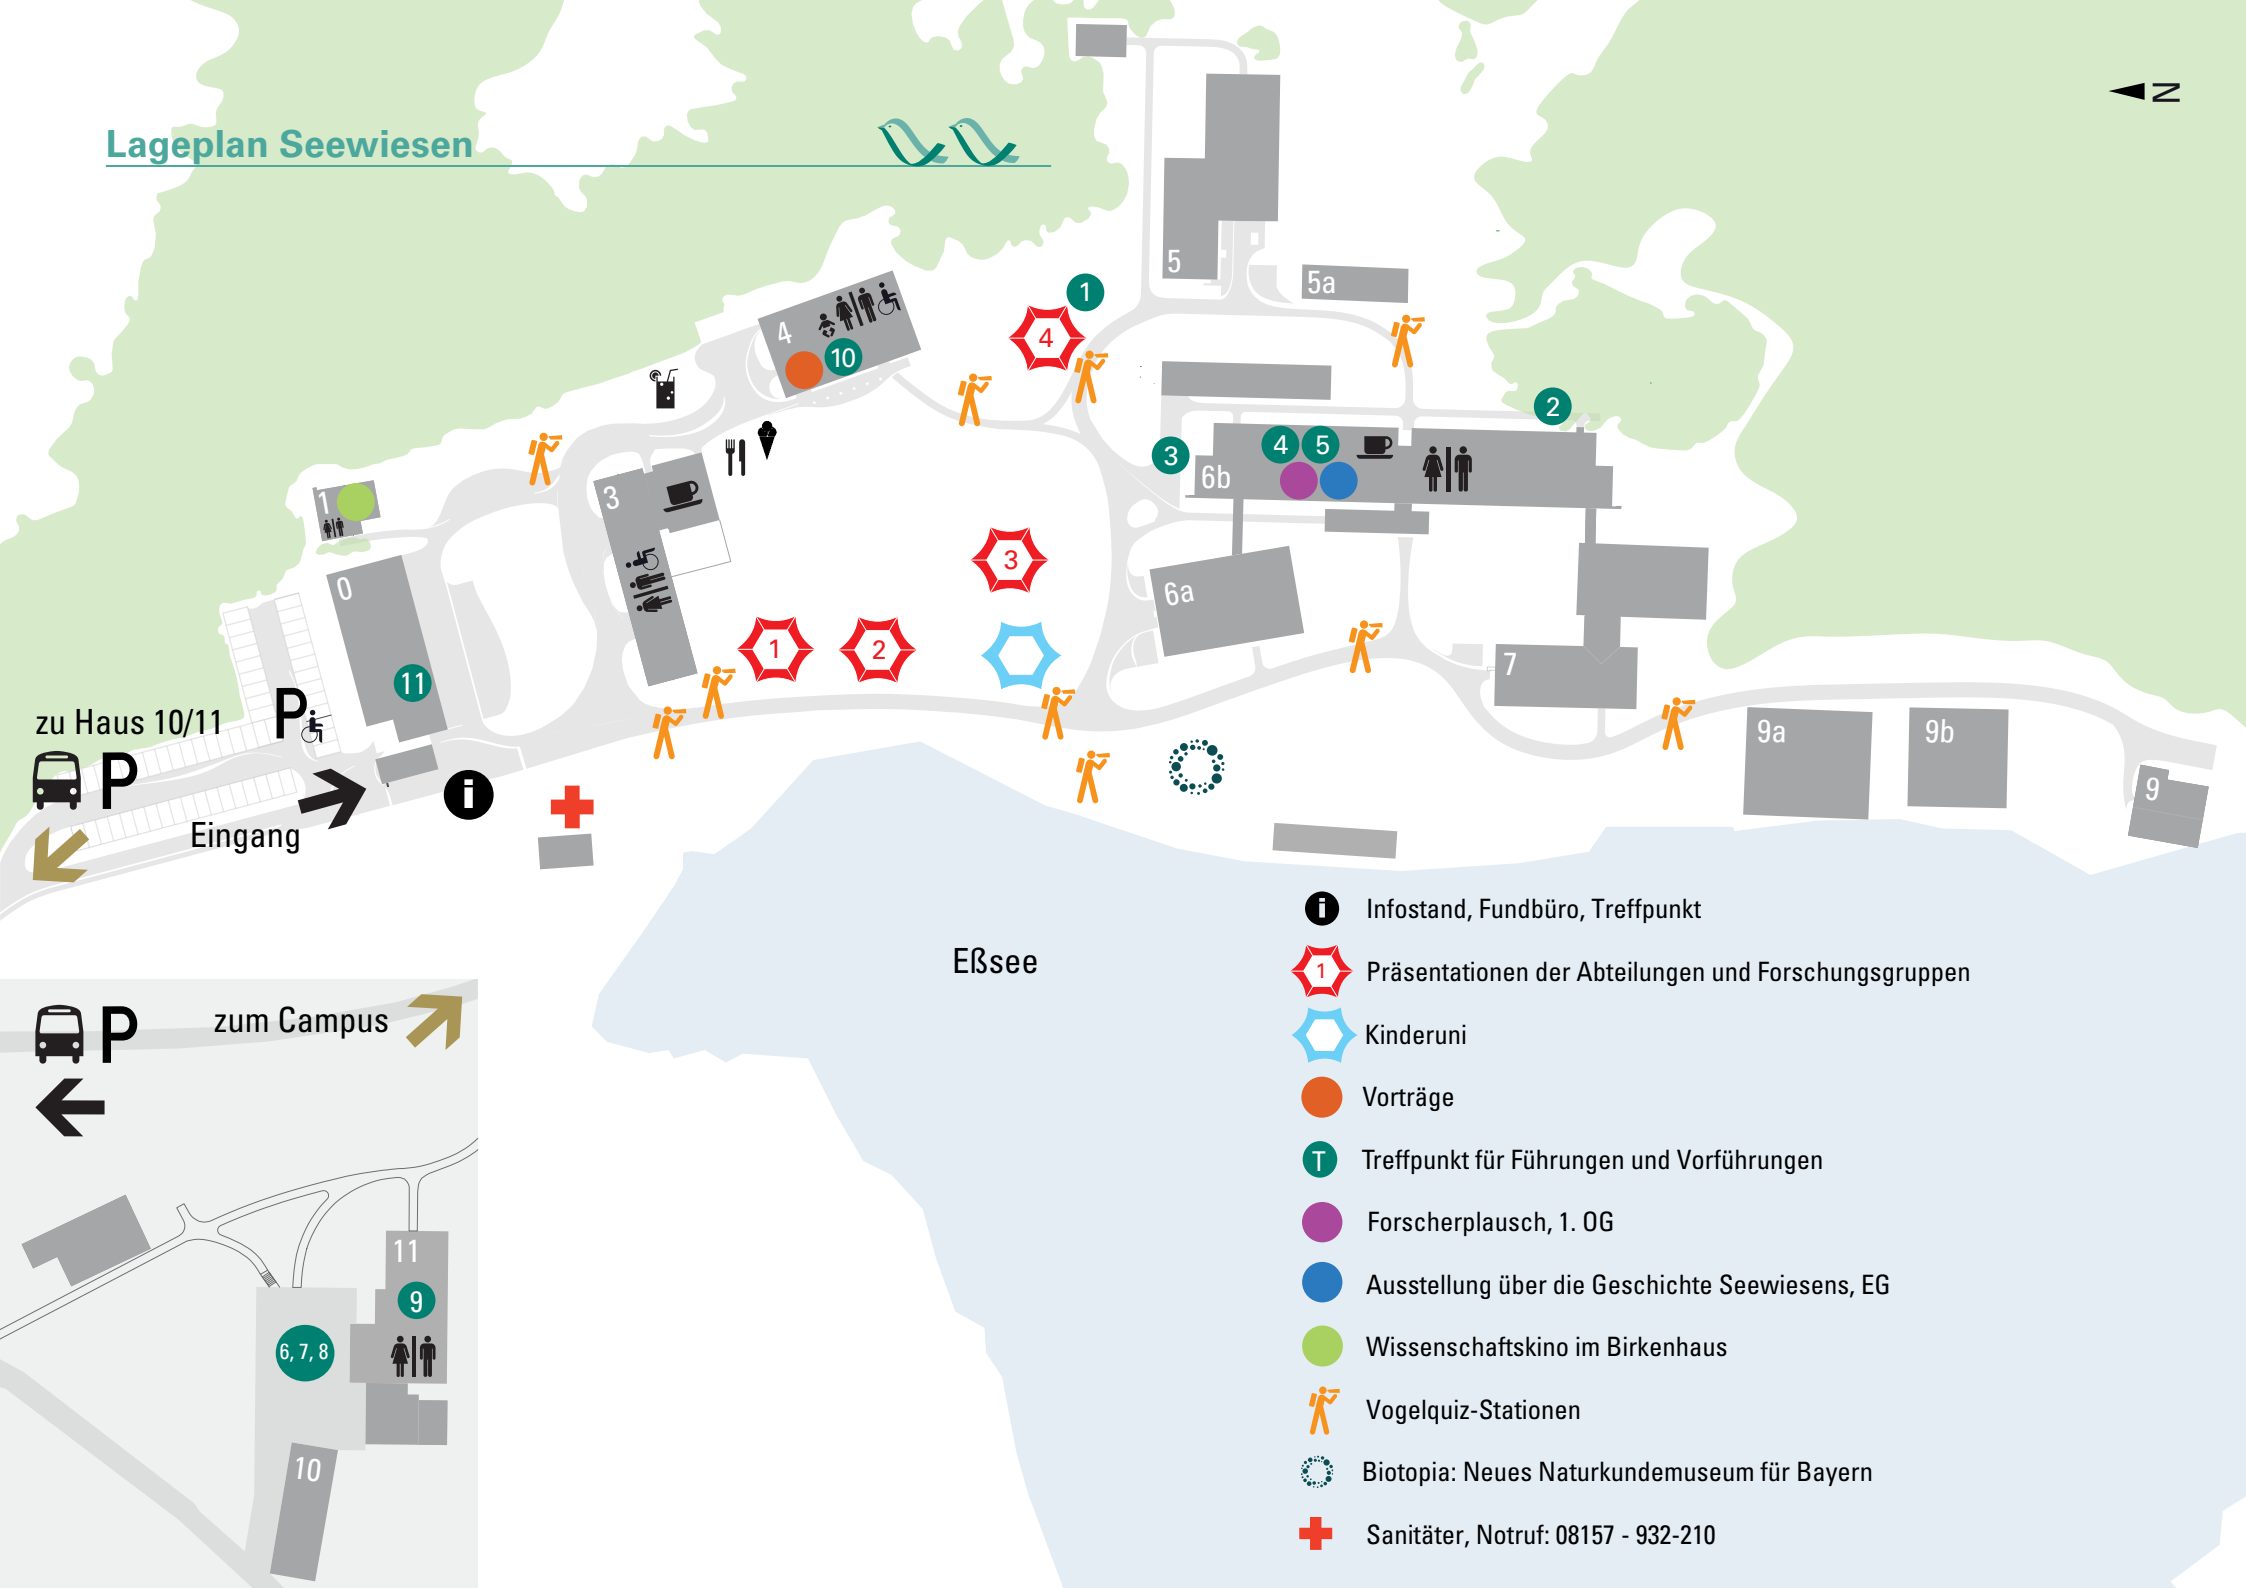 Lageplan Seewiesen
N
5
5a
1
4
4
10
2
3
4
5
6b
3
1
0
3
6a
1
2
7
11
zu Haus 10/11
P
P
Eingang
i
9a
9b
9
Eßsee
P
zum Campus
11
9
6, 7, 8
10
i Infostand, Fundbüro, Treffpunkt
1 Präsentationen der Abteilungen und Forschungsgruppen
Kinderuni
Vorträge
T Treffpunkt für Führungen und Vorführungen
Forscherplausch, 1. OG
Ausstellung über die Geschichte Seewiesens, EG
Wissenschaftskino im Birkenhaus
Vogelquiz-Stationen
Biotopia: Neues Naturkundemuseum für Bayern
Sanitäter, Notruf: 08157 - 932-210